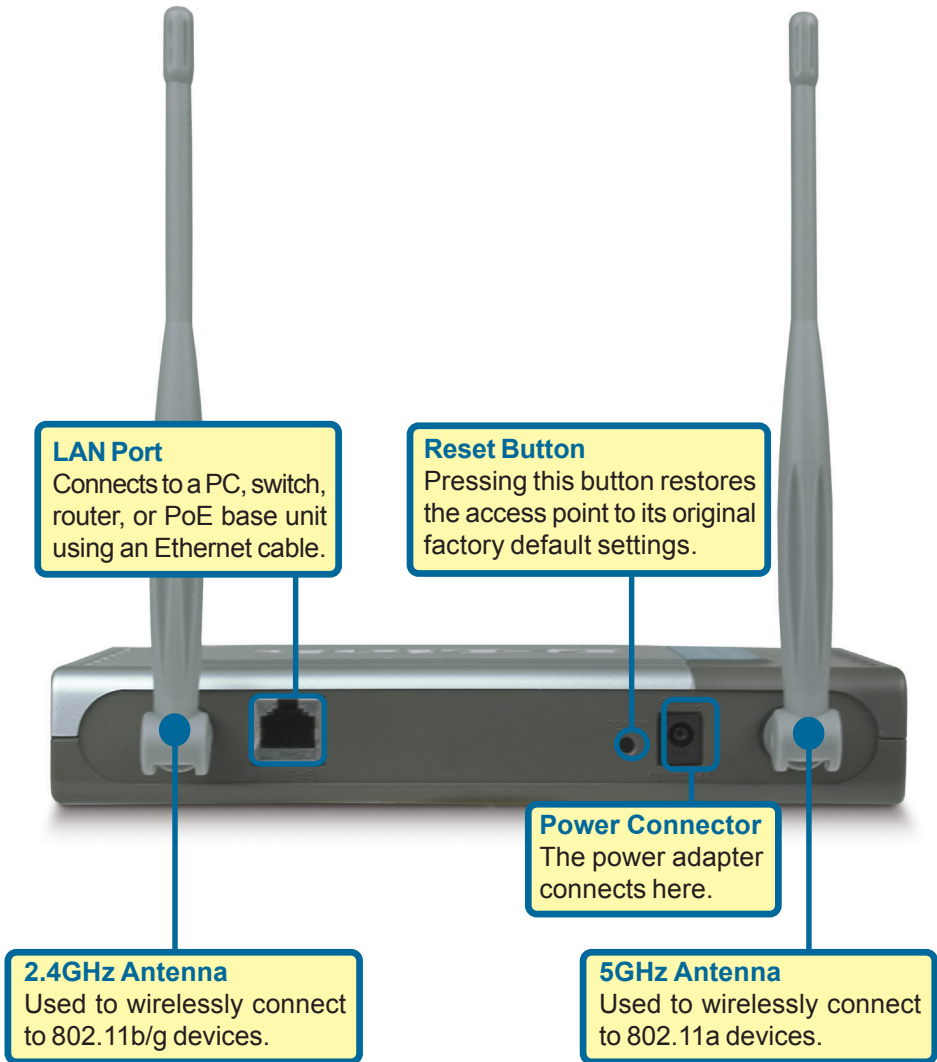 LAN Port
Connects to a PC, switch,
router, or PoE base unit
using an Ethernet cable.
Reset Button
Pressing this button restores
the access point to its original
factory default settings.
Power Connector
The power adapter
connects here.
2.4GHz Antenna
Used to wirelessly connect
to 802.11b/g devices.
5GHz Antenna
Used to wirelessly connect
to 802.11a devices.